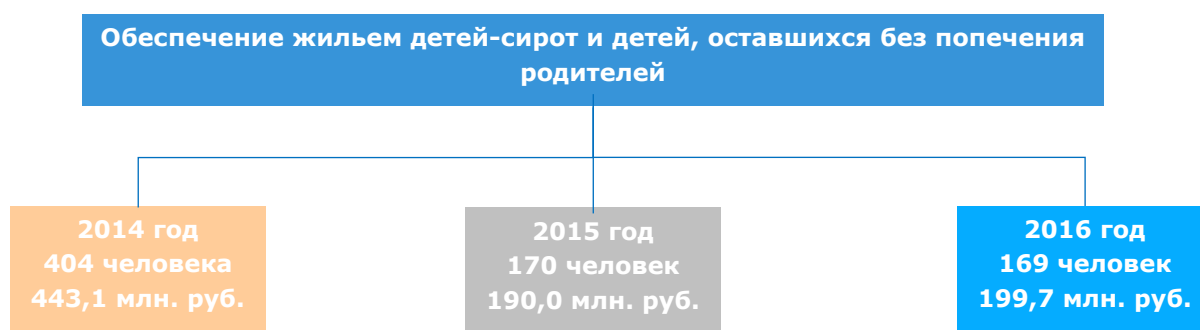 Обеспечение жильем детей-сирот и детей, оставшихся без попечения
родителей
2014 год
404 человека
443,1 млн. руб.
2015 год
170 человек
190,0 млн. руб.
2016 год
169 человек
199,7 млн. руб.